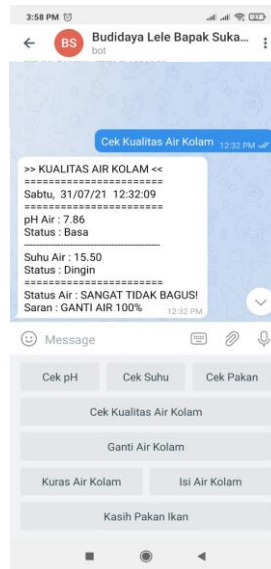 3:58 PM
BS
Budidaya Lele Bapak Suka...
bot
Cek Kualitas Air Kolam 12:32 PM
>> KUALITAS AIR KOLAM <<
========================
Sabtu, 31/07/21 12:32:09
========================
pH Air : 7.86
Status : Basa
----------------------------------------
Suhu Air : 15.50
Status : Dingin
========================
Status Air : SANGAT TIDAK BAGUS!
Saran : GANTI AIR 100%
12:32 PM
Message
Cek pH Cek Suhu Cek Pakan
Cek Kualitas Air Kolam
Ganti Air Kolam
Kuras Air Kolam Isi Air Kolam
Kasih Pakan Ikan